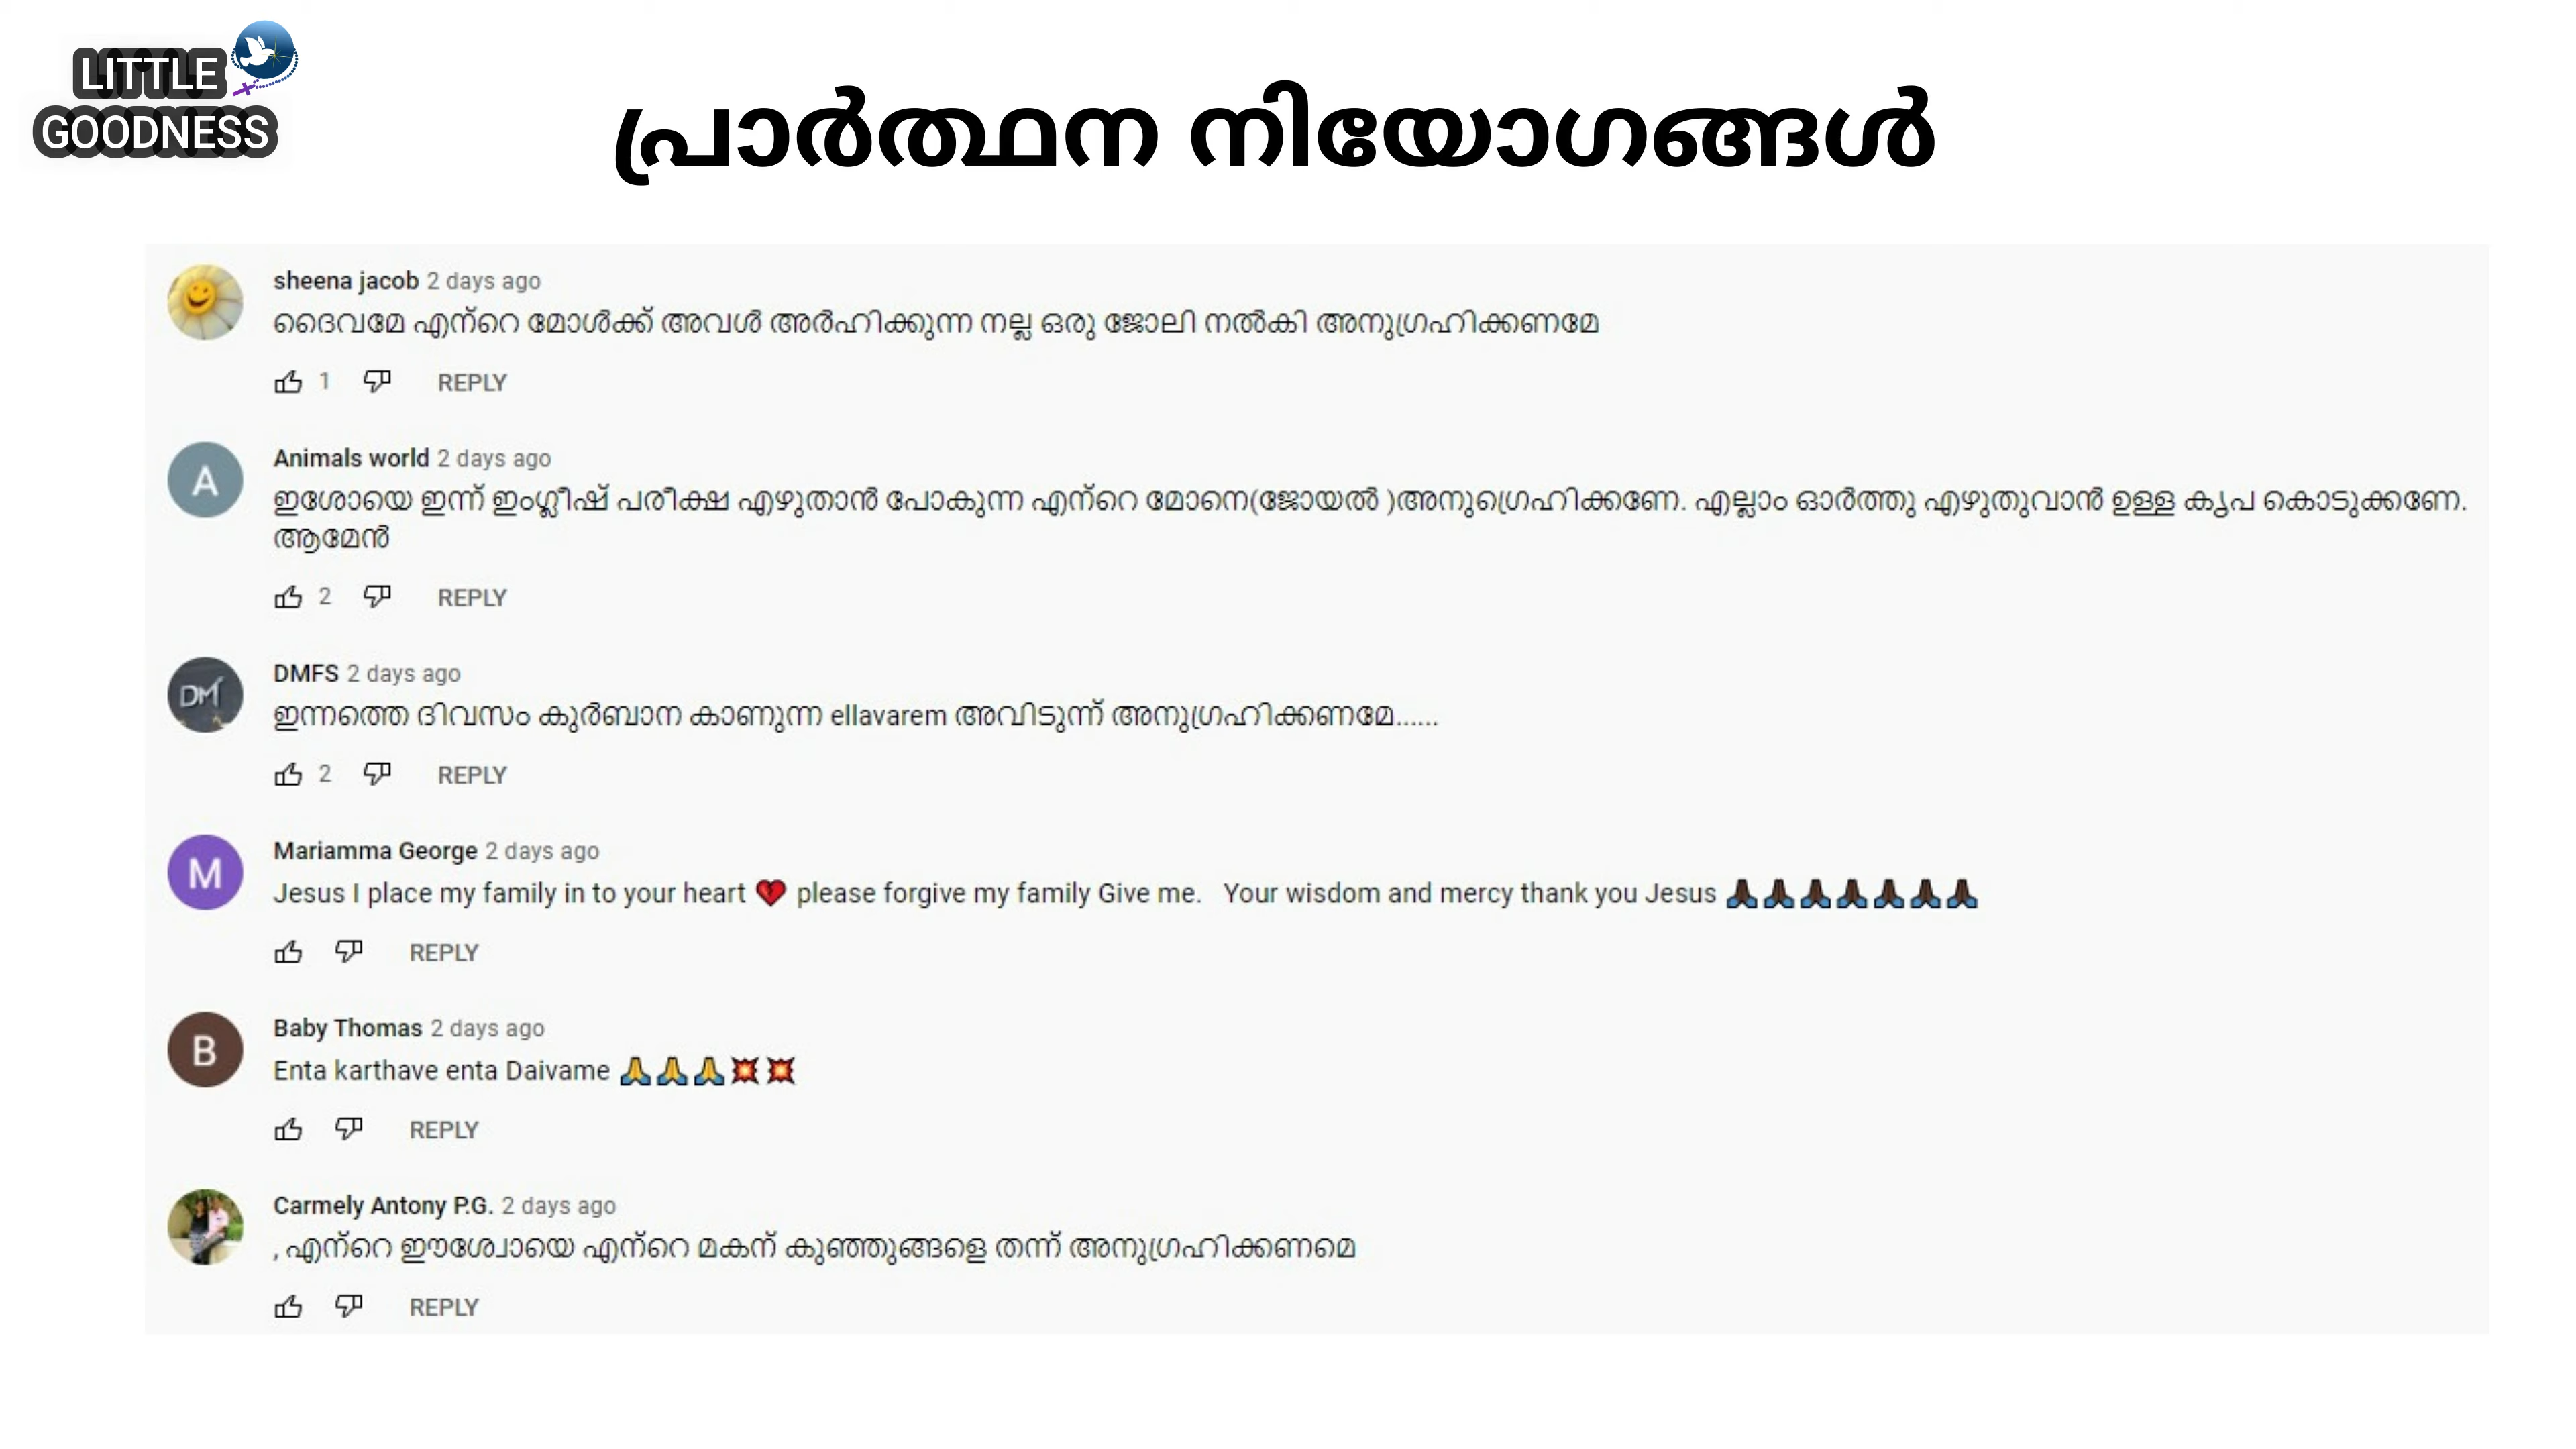 LITTLE
GOODNESS
പ്രാർത്ഥന നിയോഗങ്ങൾ
sheena jacob 2 days ago
ദൈവമേ എന്റെ മോൾക്ക് അവൾ അർഹിക്കുന്ന നല്ല ഒരു ജോലി നൽകി അനുഗ്രഹിക്കണമേ
1 REPLY
A
Animals world 2 days ago
ഇശോയെ ഇന്ന് ഇംഗ്ലീഷ് പരീക്ഷ എഴുതാൻ പോകുന്ന എന്റെ മോനെ(ജോയൽ )അനുഗ്രെഹിക്കണേ. എല്ലാം ഓർത്തു എഴുതുവാൻ ഉള്ള കൃപ കൊടുക്കണേ.
ആമേൻ
2 REPLY
DM
DMFS 2 days ago
ഇന്നത്തെ ദിവസം കുർബാന കാണുന്ന ellavarem അവിടുന്ന് അനുഗ്രഹിക്കണമേ......
2 REPLY
M
Mariamma George 2 days ago
Jesus I place my family in to your heart 💔 please forgive my family Give me. Your wisdom and mercy thank you Jesus 🙏🏿🙏🏿🙏🏿🙏🏿🙏🏿🙏🏿🙏🏿
REPLY
B
Baby Thomas 2 days ago
Enta karthave enta Daivame 🙏🙏🙏💥💥
REPLY
Carmely Antony P.G. 2 days ago
, എന്റെ ഈശ്വോയെ എന്റെ മകന് കുഞ്ഞുങ്ങളെ തന്ന് അനുഗ്രഹിക്കണമെ
REPLY